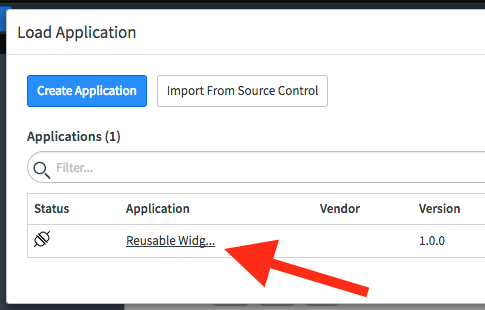 Load Application
Create Application Import From Source Control
Applications (1)
Filter...
Status Application Vendor Version
Reusable Widg... 1.0.0